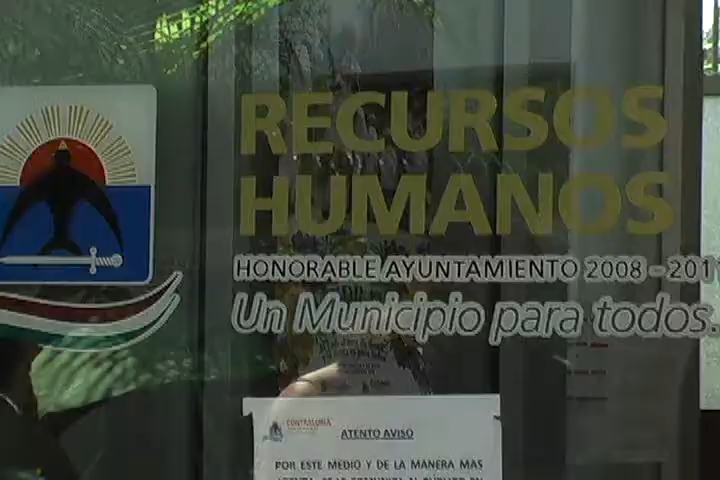 RECURSOS
HUMANOS
HONORABLE AYUNTAMIENTO 2008 - 2011
Un Municipio para todos.
CONTRALORIA
ATENTO AVISO
POR ESTE MEDIO Y DE LA MANERA MAS